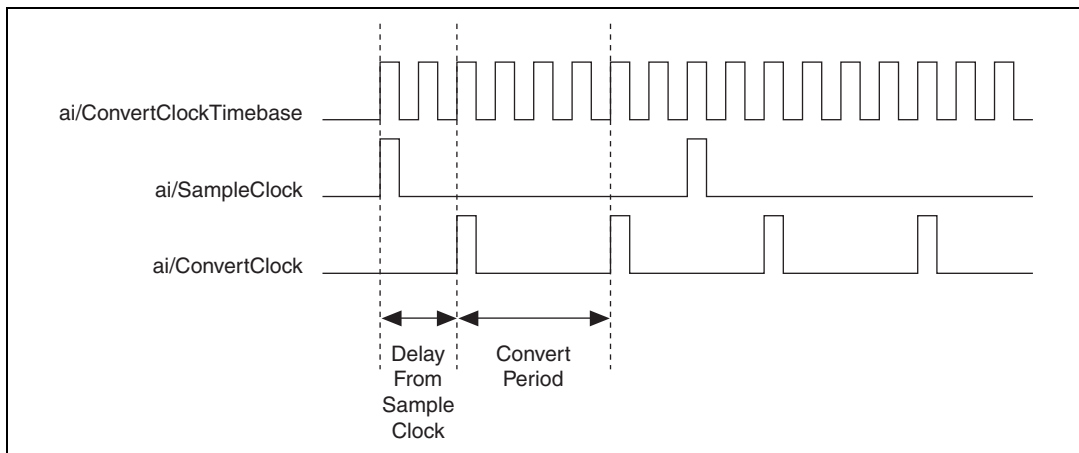 ai/ConvertClockTimebase
ai/SampleClock
ai/ConvertClock
Delay
From
Sample
Clock
Convert
Period